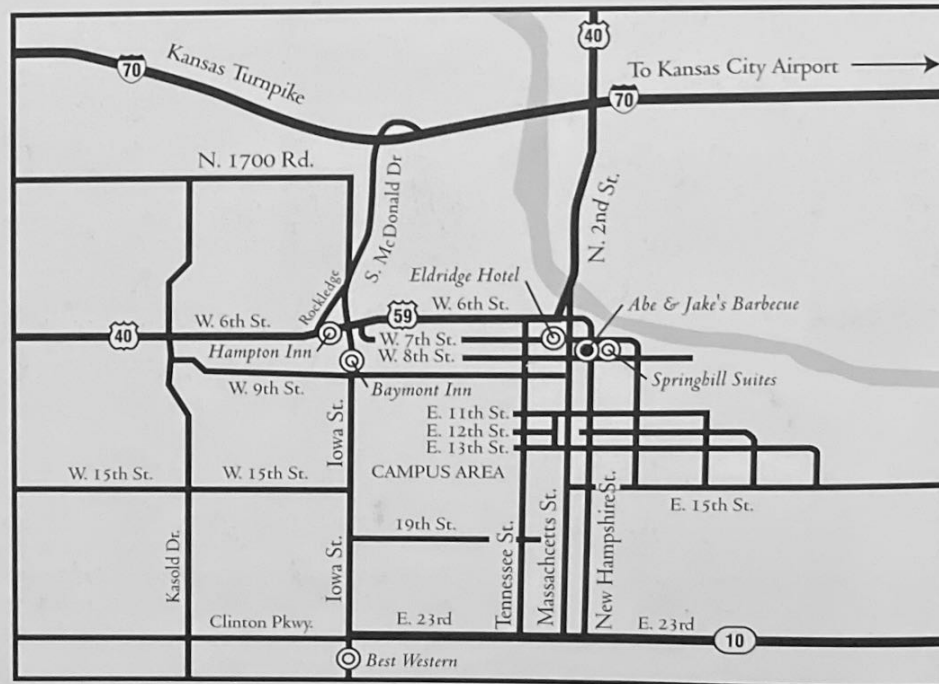 40
Kansas Turnpike
70
To Kansas City Airport
70
N. 1700 Rd.
S. McDonald Dr
N. 2nd St.
Eldridge Hotel
Rockledge
59
W. 6th St.
Abe & Jake's Barbecue
40
W. 6th St.
Hampton Inn
W. 7th St.
W. 8th St.
Springhill Suites
W. 9th St.
Baymont Inn
Iowa St.
E. 11th St.
E. 12th St.
E. 13th St.
CAMPUS AREA
W. 15th St.
W. 15th St.
E. 15th St.
19th St.
Kasold Dr.
Iowa St.
Tennessee St.
Massachcetts St.
New Hampshire St.
Clinton Pkwy.
E. 23rd
E. 23rd
10
Best Western